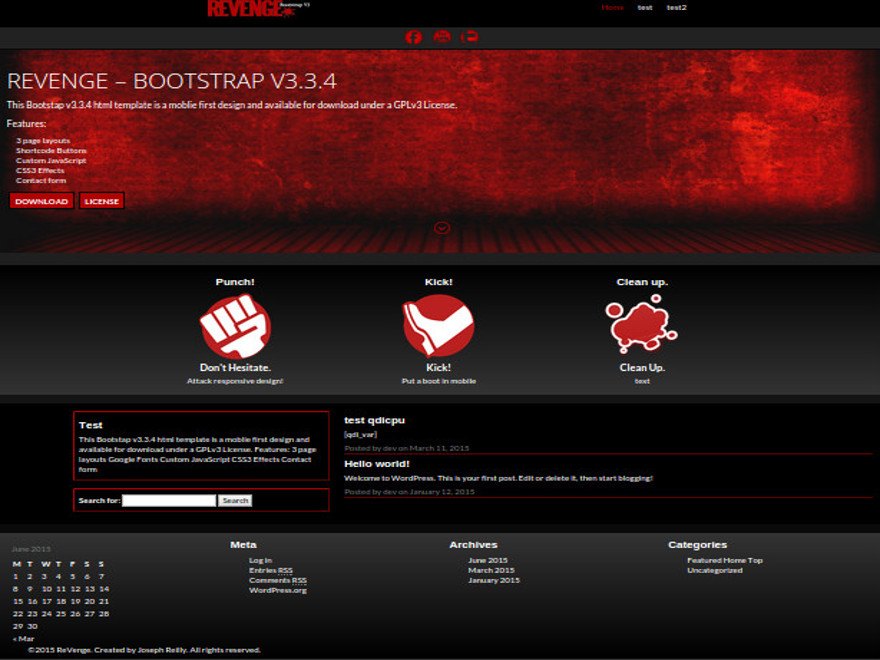 REVENGE Bootstrap V3
Home test test2
REVENGE – BOOTSTRAP V3.3.4
This Bootstap v3.3.4 html template is a moblie first design and available for download under a GPLv3 License.
Features:
3 page layouts
Shortcode Buttons
Custom JavaScript
CSS3 Effects
Contact form
DOWNLOAD LICENSE
Punch! Kick! Clean up.
Don't Hesitate. Kick! Clean Up.
Attack responsive design! Put a boot in mobile text
Test
This Bootstap v3.3.4 html template is a moblie first design and
available for download under a GPLv3 License. Features: 3 page
layouts Google Fonts Custom JavaScript CSS3 Effects Contact
form
Search for: Search
test qdicpu
[qdi_var]
Posted by dev on March 11, 2015
Hello world!
Welcome to WordPress. This is your first post. Edit or delete it, then start blogging!
Posted by dev on January 12, 2015
June 2015
M T W T F S S
1 2 3 4 5 6 7
8 9 10 11 12 13 14
15 16 17 18 19 20 21
22 23 24 25 26 27 28
29 30
« Mar
Meta
Log in
Entries RSS
Comments RSS
WordPress.org
Archives
June 2015
March 2015
January 2015
Categories
Featured Home Top
Uncategorized
©2015 ReVenge. Created by Joseph Reilly. All rights reserved.